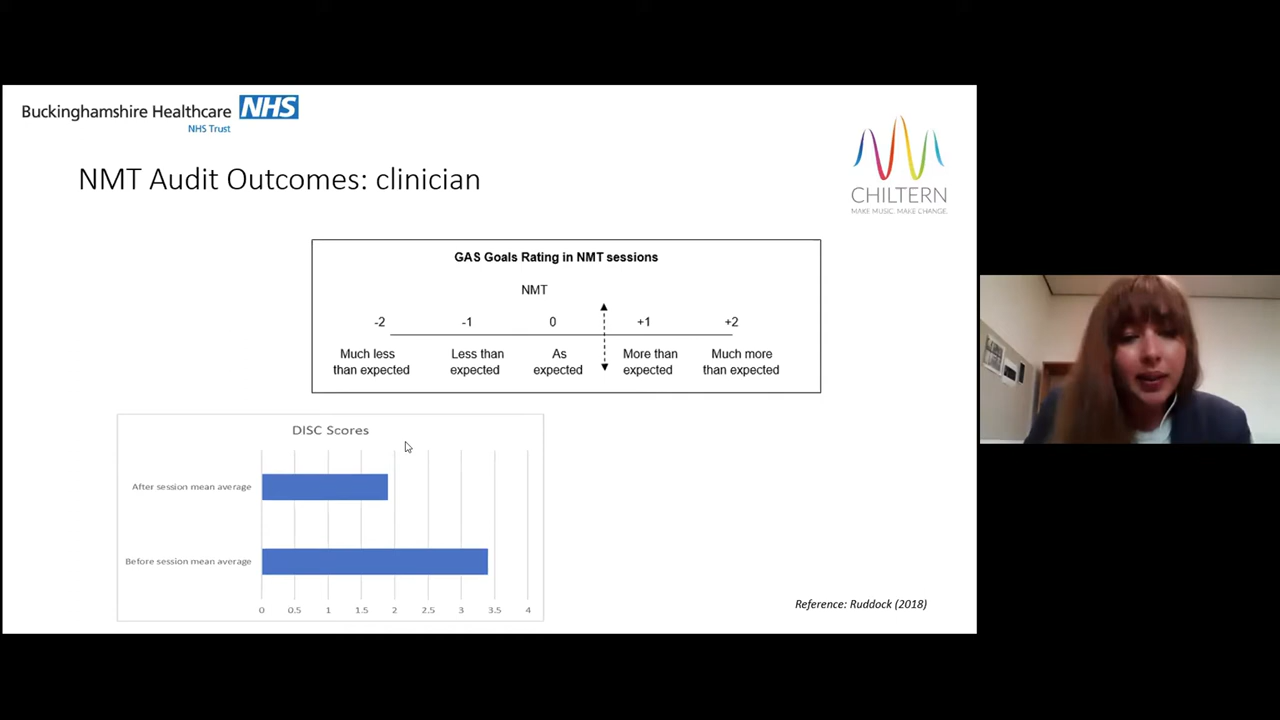 Buckinghamshire Healthcare NHS
NHS Trust
CHILTERN
MAKE MUSIC. MAKE CHANGE.
NMT Audit Outcomes: clinician
GAS Goals Rating in NMT sessions
NMT
-2 -1 0 +1 +2
Much less Less than As More than Much more
than expected expected expected expected than expected
DISC Scores
After session mean average
Before session mean average
0 0.5 1 1.5 2 2.5 3 3.5 4
Reference: Ruddock (2018)